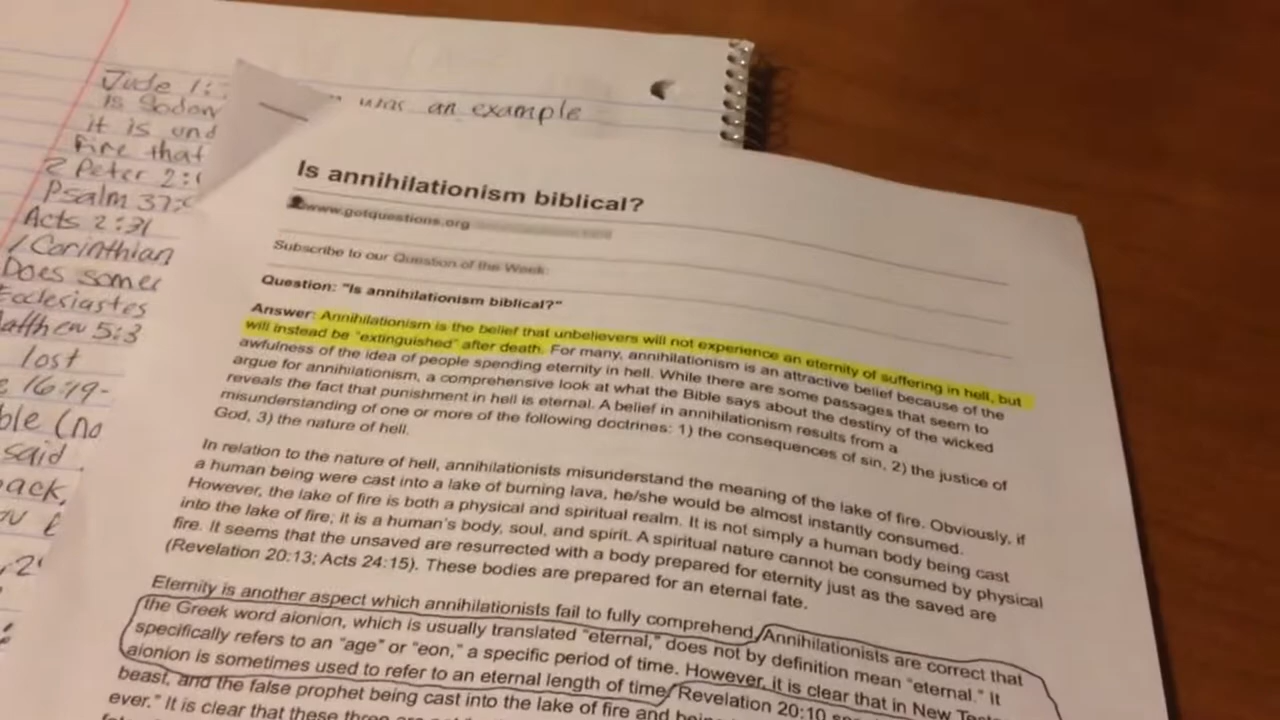 Jude 1:
is Sodom
was an example
it is und
fire that
2 Peter 2:
Psalm 37:
Acts 2:31
1 Corinthian
Does some
Ecclesiastes
Matthew 5:3
lost
16:19-
ble (no
said
ack,
Is annihilationism biblical?
www.gotquestions.org
Subscribe to our Question of the Week:
Question: "Is annihilationism biblical?"
Answer: Annihilationism is the belief that unbelievers will not experience an eternity of suffering in hell, but
will instead be "extinguished" after death. For many, annihilationism is an attractive belief because of the
awfulness of the idea of people spending eternity in hell. While there are some passages that seem to
argue for annihilationism, a comprehensive look at what the Bible says about the destiny of the wicked
reveals the fact that punishment in hell is eternal. A belief in annihilationism results from a
misunderstanding of one or more of the following doctrines: 1) the consequences of sin, 2) the justice of
God, 3) the nature of hell.
In relation to the nature of hell, annihilationists misunderstand the meaning of the lake of fire. Obviously, if
a human being were cast into a lake of burning lava, he/she would be almost instantly consumed.
However, the lake of fire is both a physical and spiritual realm. It is not simply a human body being cast
into the lake of fire; it is a human's body, soul, and spirit. A spiritual nature cannot be consumed by physical
fire. It seems that the unsaved are resurrected with a body prepared for eternity just as the saved are
(Revelation 20:13; Acts 24:15). These bodies are prepared for an eternal fate.
Eternity is another aspect which annihilationists fail to fully comprehend. Annihilationists are correct that
the Greek word aionion, which is usually translated "eternal," does not by definition mean "eternal." It
specifically refers to an "age" or "eon," a specific period of time. However, it is clear that in New
aionion is sometimes used to refer to an eternal length of time. Revelation 20:10
beast, and the false prophet being cast into the lake of fire and being
ever." It is clear that these three are not